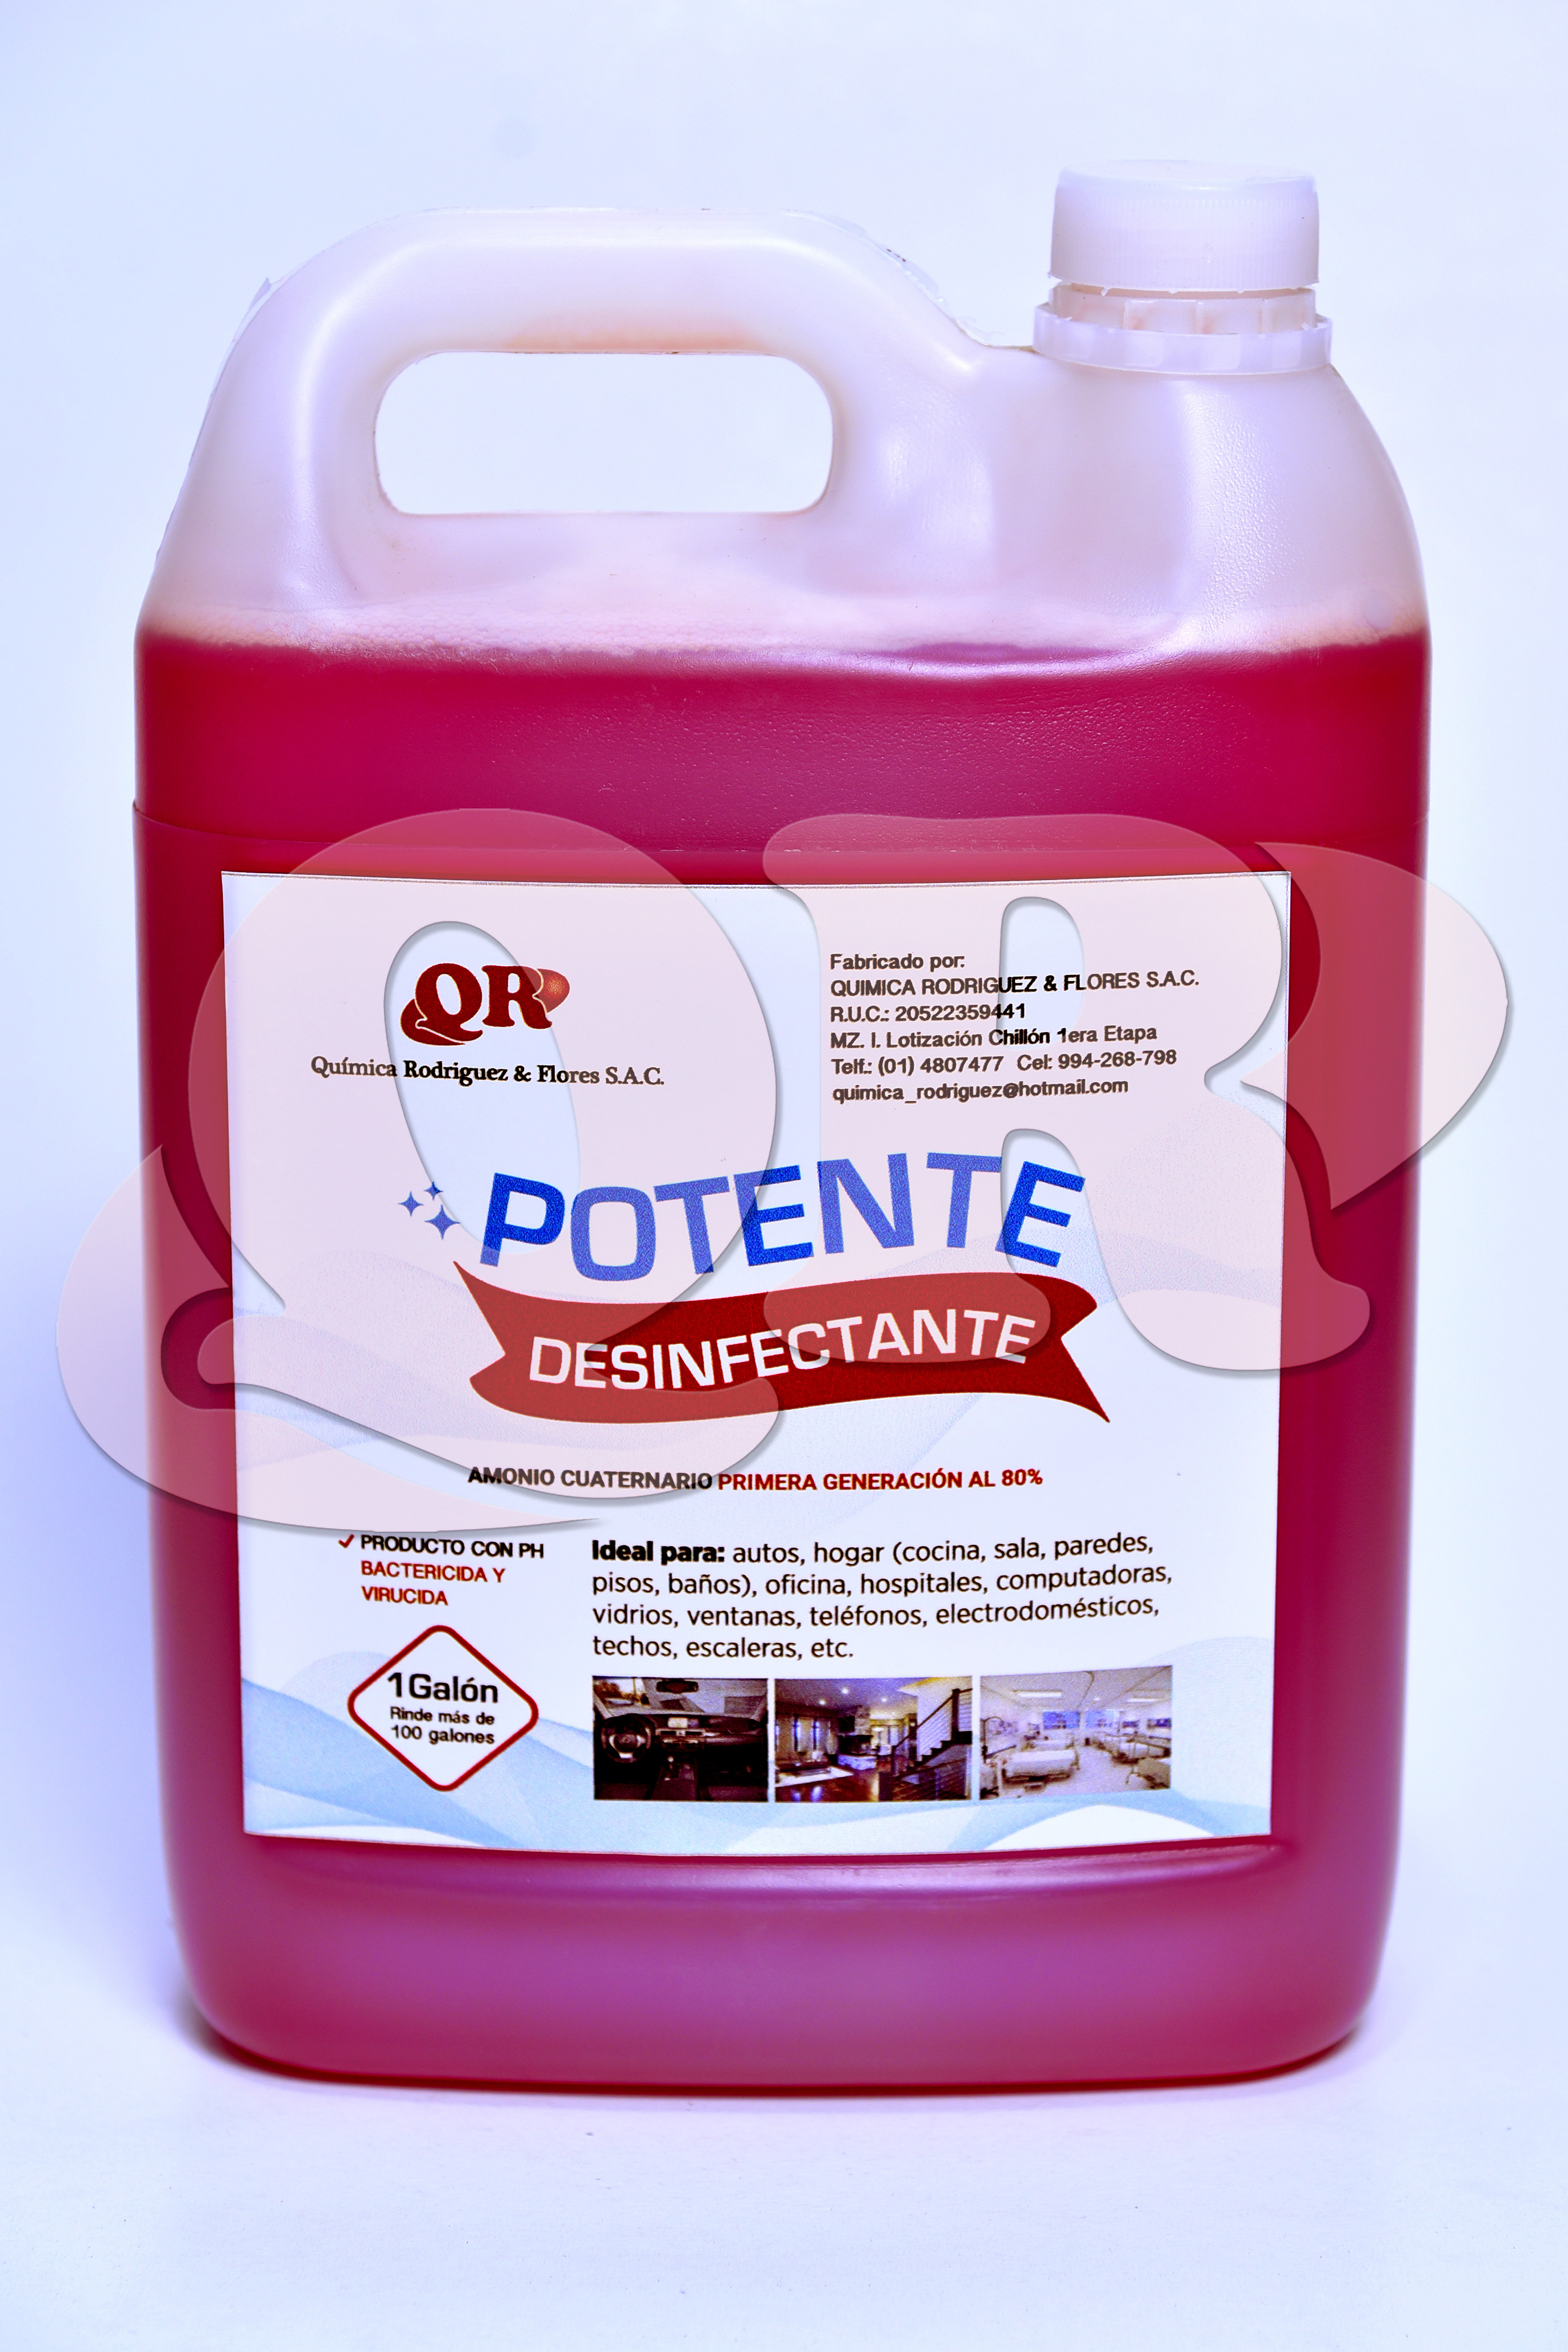 QR
Química Rodriguez & Flores S.A.C.
Fabricado por:
QUIMICA RODRIGUEZ & FLORES S.A.C.
R.U.C.: 20522359441
MZ. I. Lotización Chillón 1era Etapa
Telf.: (01) 4807477 Cel: 994-268-798
quimica_rodriguez@hotmail.com
POTENTE
DESINFECTANTE
AMONIO CUATERNARIO PRIMERA GENERACIÓN AL 80%
PRODUCTO CON PH
BACTERICIDA Y
VIRUCIDA
1 Galón
Rinde más de
100 galones
Ideal para: autos, hogar (cocina, sala, paredes,
pisos, baños), oficina, hospitales, computadoras,
vidrios, ventanas, teléfonos, electrodomésticos,
techos, escaleras, etc.
QR